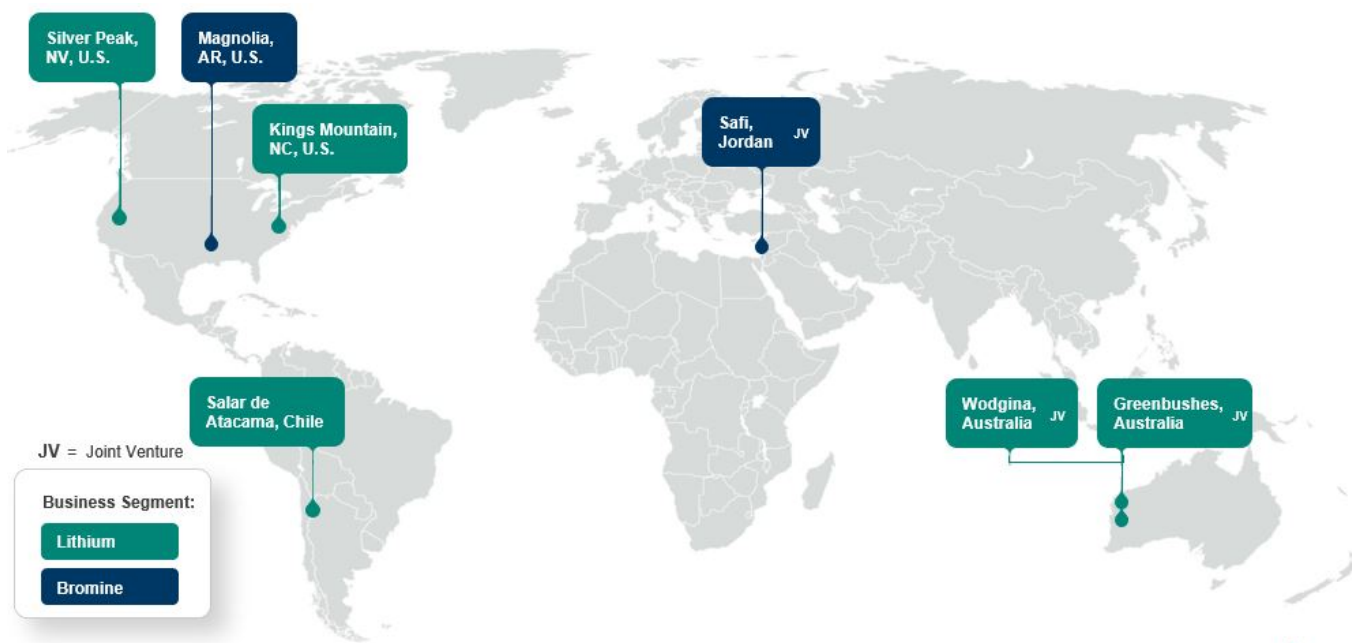 Silver Peak,
NV, U.S.
Magnolia,
AR, U.S.
Kings Mountain,
NC, U.S.
Safi,
Jordan JV
Salar de
Atacama, Chile
Wodgina,
Australia JV
Greenbushes,
Australia JV
JV = Joint Venture
Business Segment:
Lithium
Bromine